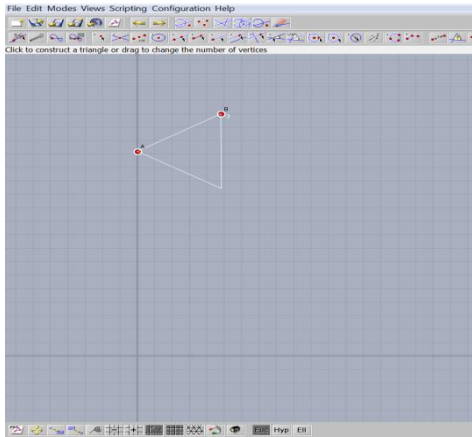 File Edit Modes Views Scripting Configuration Help
Click to construct a triangle or drag to change the number of vertices
B
A
Euc Hyp Ell